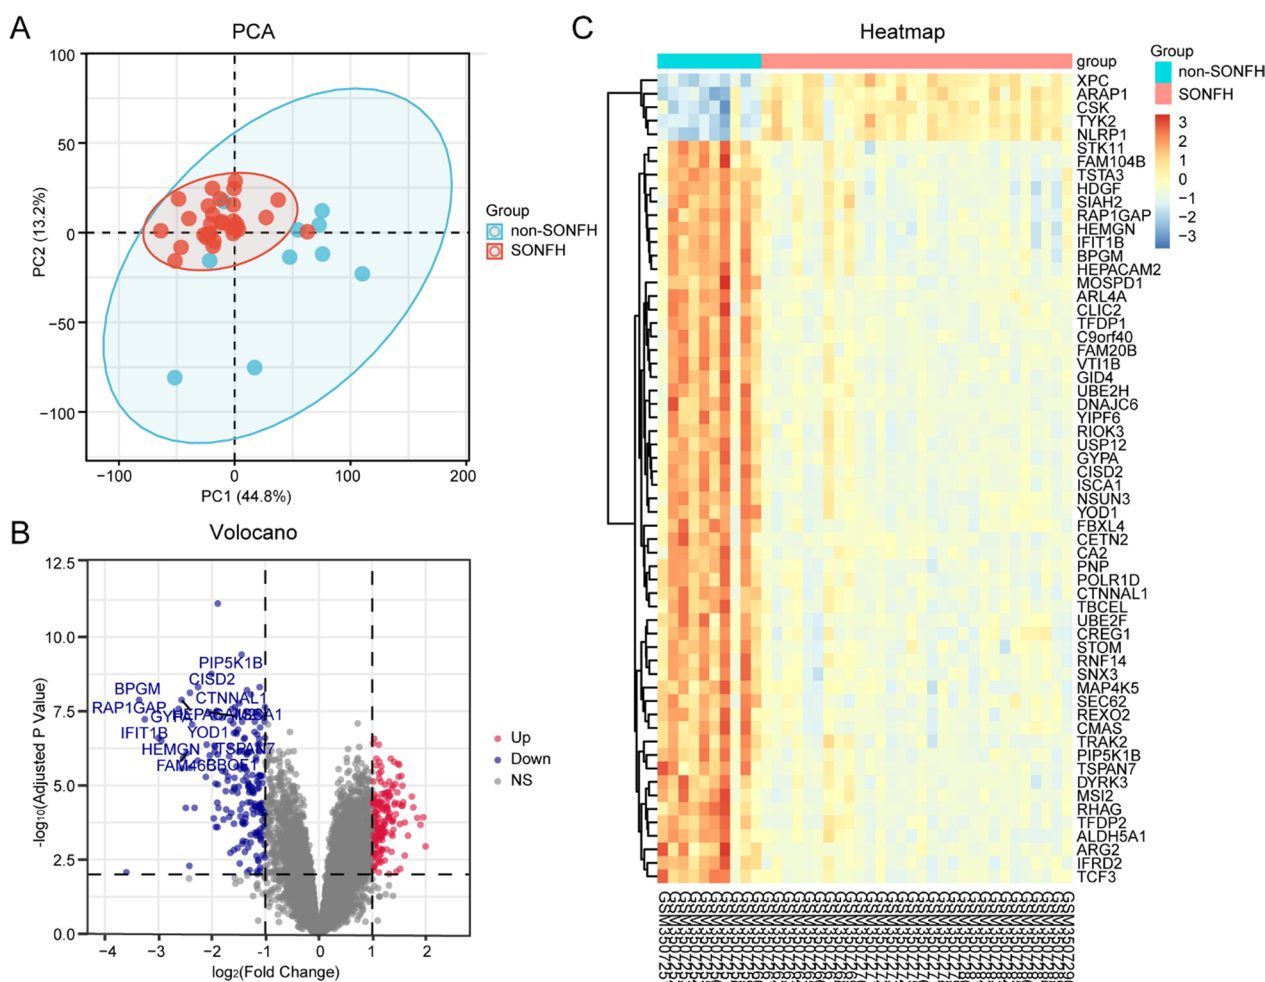 A
PCA
100
50
0
−50
−100
−100
0
100
200
PC2 (13.2%)
PC1 (44.8%)
Group
non-SONFH
SONFH
B
Volocano
12.5
10.0
7.5
5.0
2.5
0.0
−4
−3
−2
−1
0
1
2
-log10(Adjusted P Value)
log2(Fold Change)
PIP5K1B
CISD2
BPGM
CTNNAL1
RAP1GAP
GYPA
IFIT1B
YOD1
HEMGN
TSPAN7
FAM46C
Up
Down
NS
C
Heatmap
group
XPC
ARAP1
CSK
TYK2
NLRP1
STK11
FAM104B
TSTA3
HDGF
SIAH2
RAP1GAP
HEMGN
IFIT1B
BPGM
HEPACAM2
MOSPD1
ARL4A
CLIC2
TFDP1
C9orf40
FAM20B
VTI1B
GID4
UBE2H
DNAJC6
YIPF6
RIOK3
USP12
GYPA
CISD2
ISCA1
NSUN3
YOD1
FBXL4
CETN2
CA2
PNP
POLR1D
CTNNAL1
TBCEL
UBE2F
CREG1
STOM
RNF14
SNX3
MAP4K5
SEC62
REXO2
CMAS
TRAK2
PIP5K1B
TSPAN7
DYRK3
MSI2
RHAG
TFDP2
ALDH5A1
ARG2
IFRD2
TCF3
Group
non-SONFH
SONFH
3
2
1
0
−1
−2
−3